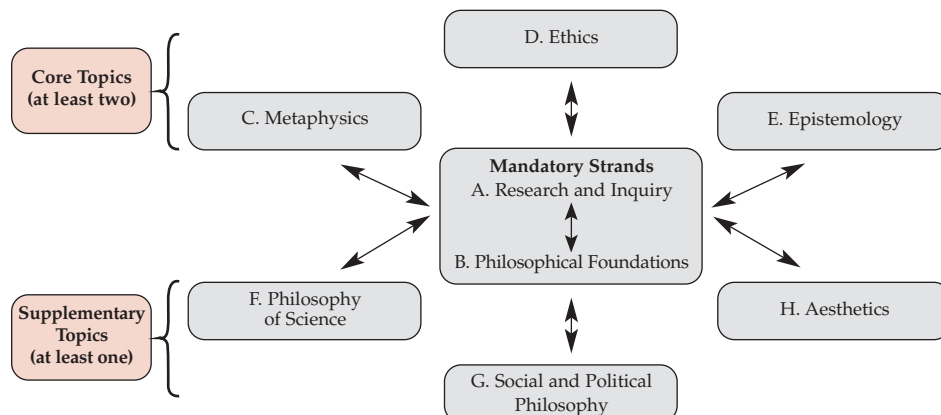 D. Ethics
Core Topics
(at least two)
C. Metaphysics
E. Epistemology
Mandatory Strands
A. Research and Inquiry
B. Philosophical Foundations
F. Philosophy
of Science
Supplementary
Topics
(at least one)
H. Aesthetics
G. Social and Political
Philosophy